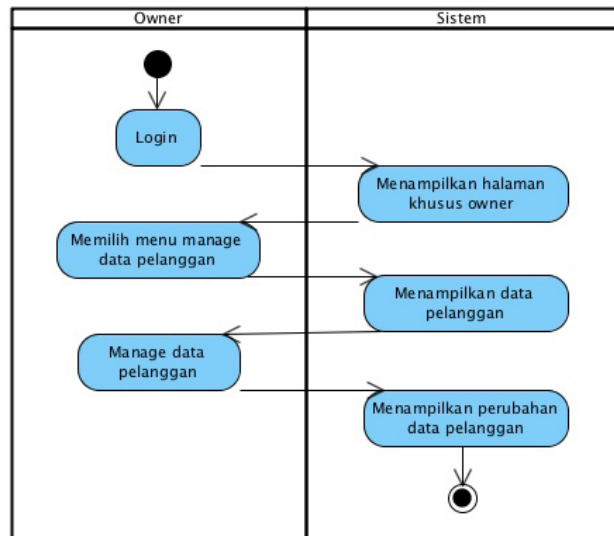 Owner
Sistem
Login
Menampilkan halaman
khusus owner
Memilih menu manage
data pelanggan
Menampilkan data
pelanggan
Manage data
pelanggan
Menampilkan perubahan
data pelanggan